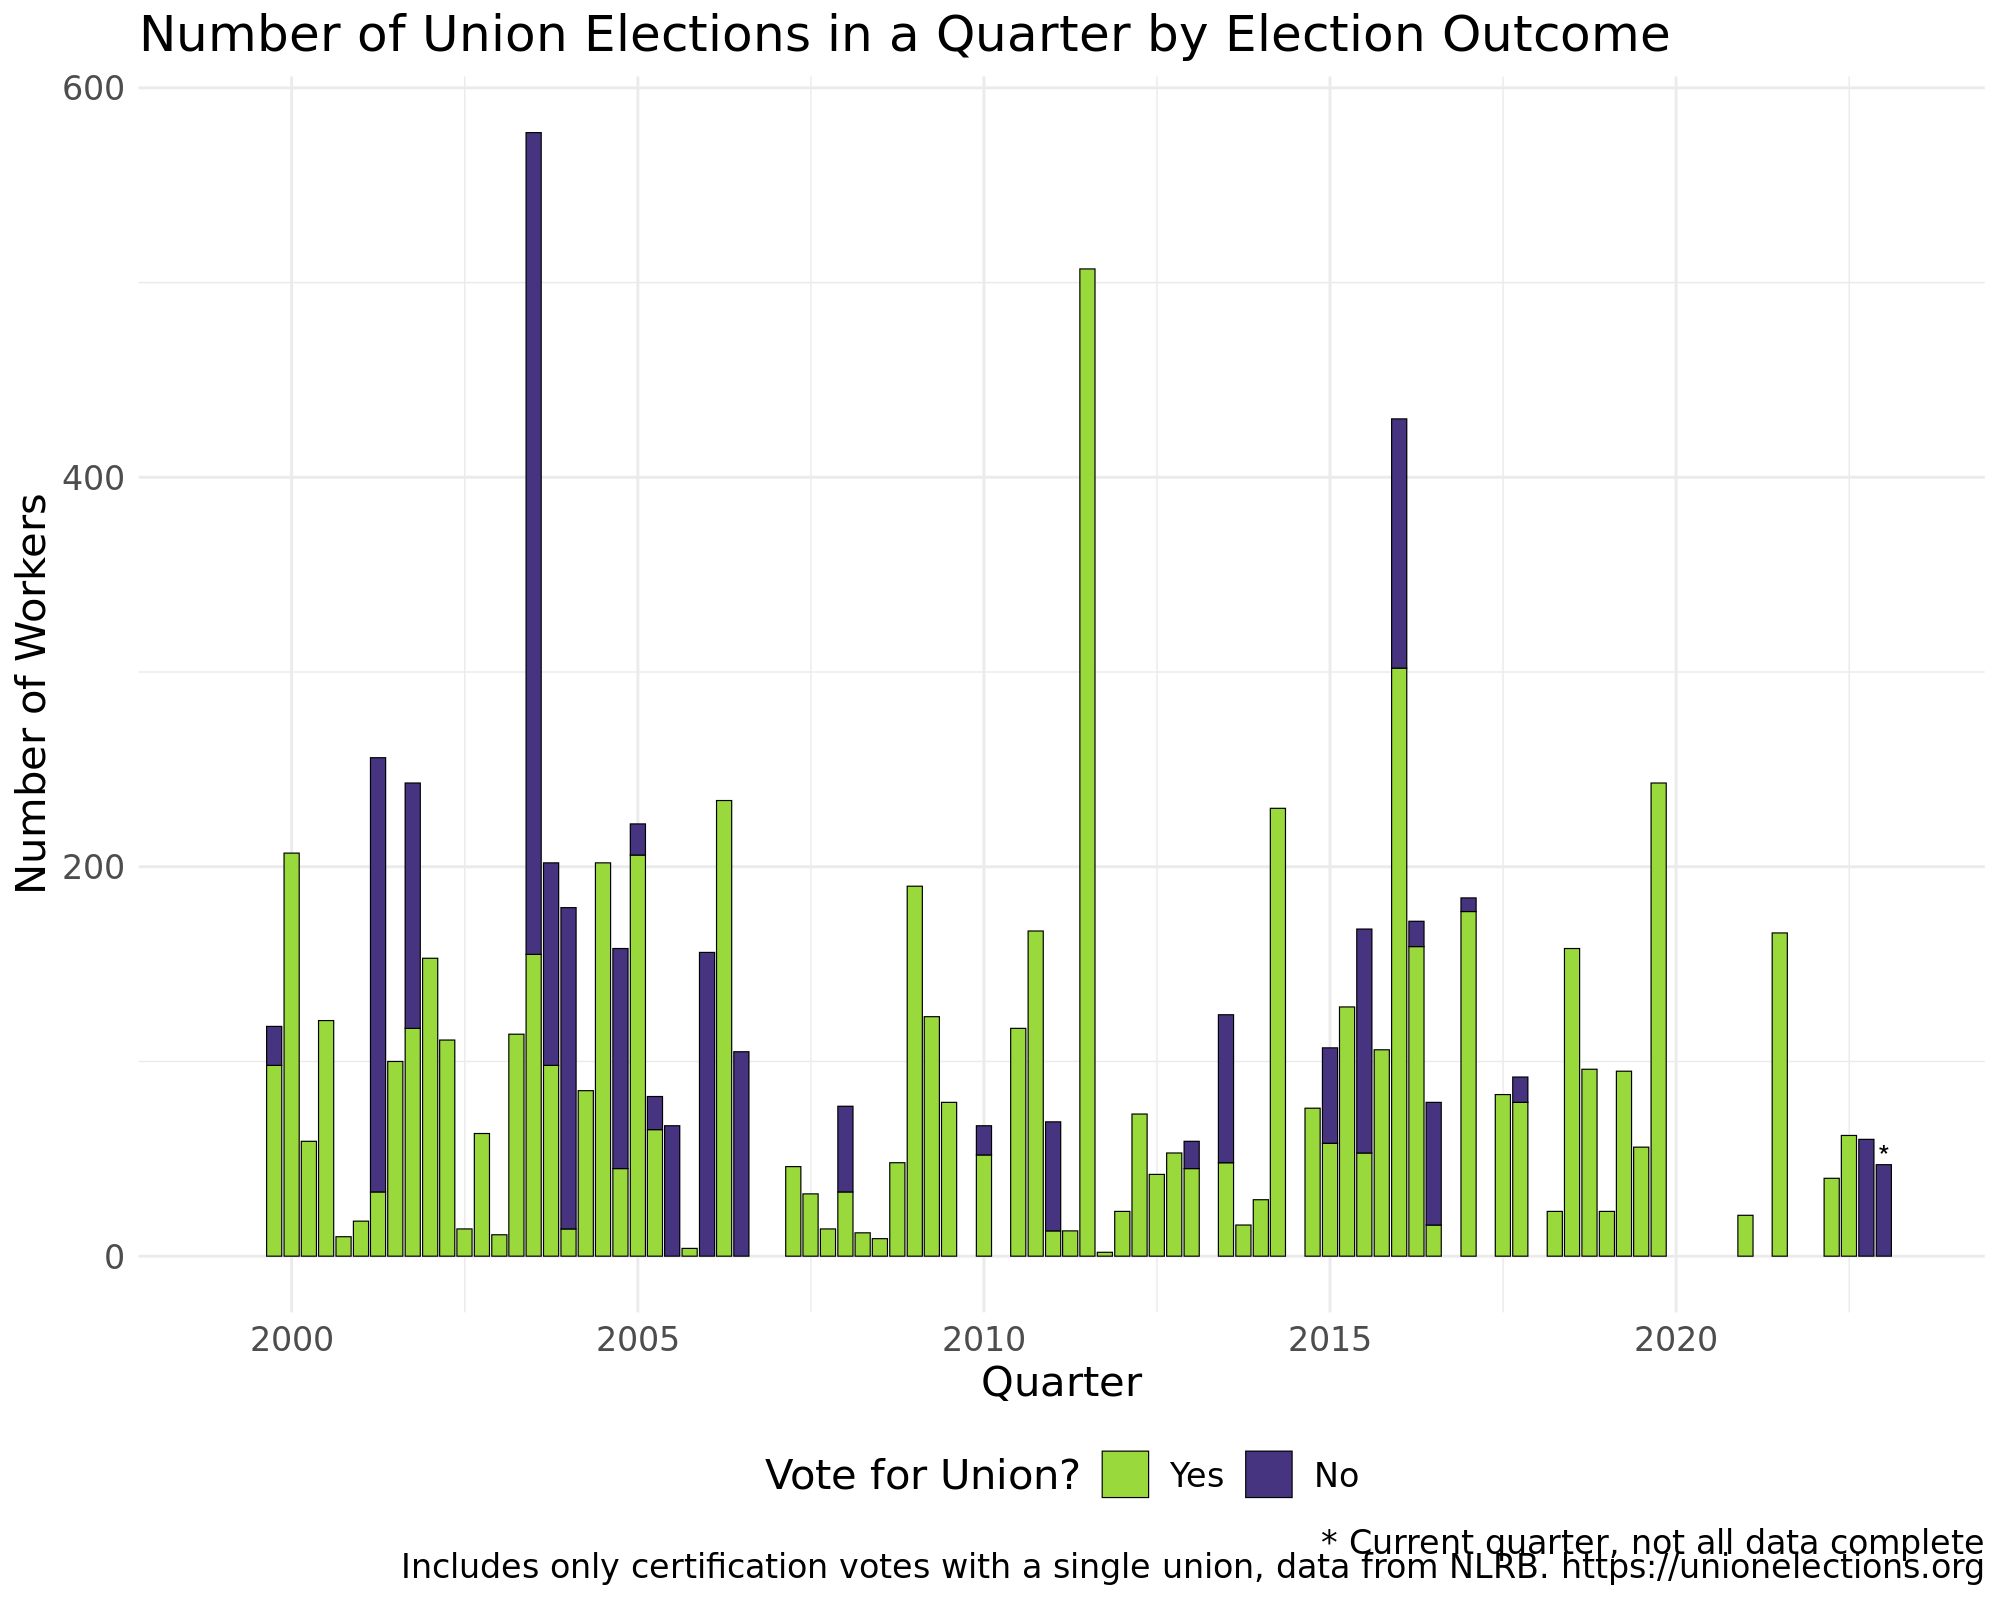 Number of Union Elections in a Quarter by Election Outcome
600
400
200
0
Number of Workers
2000 2005 2010 2015 2020
*
Quarter
Vote for Union? Yes No
* Current quarter, not all data complete
Includes only certification votes with a single union, data from NLRB. https://unionelections.org